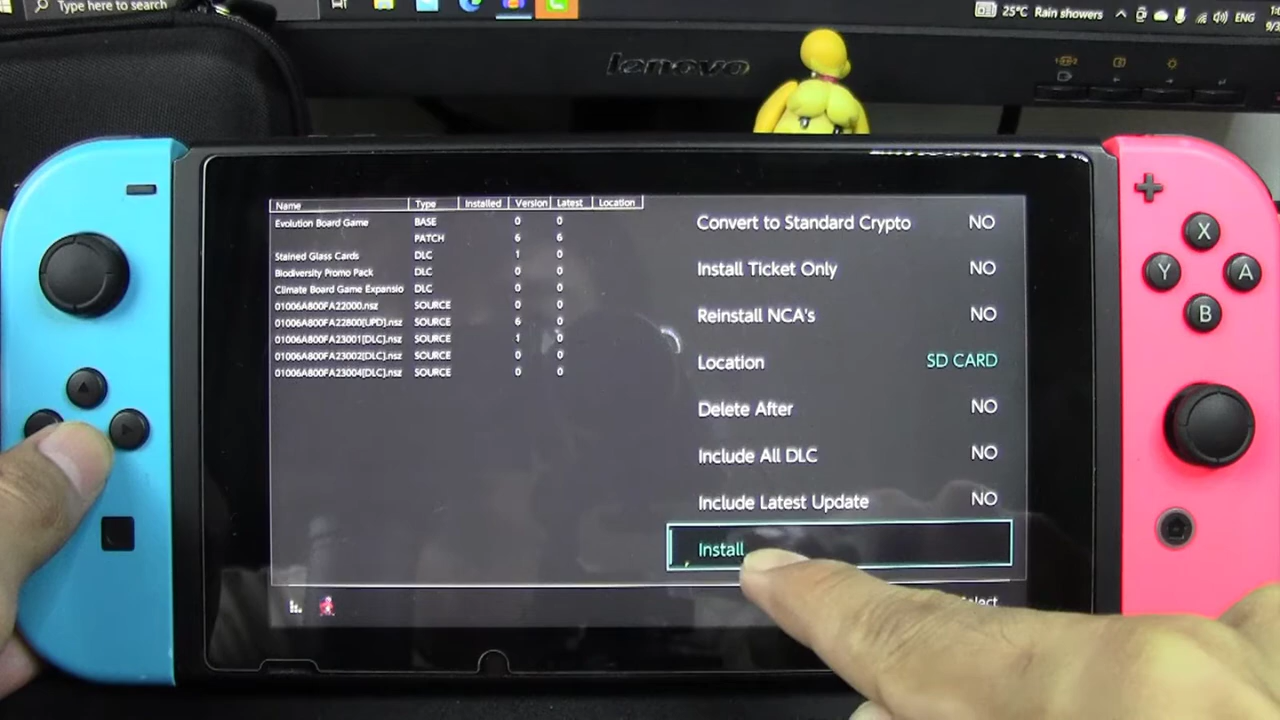 Type here to search
25°C Rain showers
ENG
lenovo
Name Type Installed Version Latest Location
Evolution Board Game BASE 0 0
PATCH 6 6
Stained Glass Cards DLC 1 0
Biodiversity Promo Pack DLC 0 0
Climate Board Game Expansio DLC 0 0
01006A800FA22000.nsz SOURCE 0 0
01006A800FA22800[UPD].nsz SOURCE 6 0
01006A800FA23001[DLC].nsz SOURCE 1 0
01006A800FA23002[DLC].nsz SOURCE 0 0
01006A800FA23004[DLC].nsz SOURCE 0 0
Convert to Standard Crypto NO
Install Ticket Only NO
Reinstall NCA's NO
Location SD CARD
Delete After NO
Include All DLC NO
Include Latest Update NO
Install
Select
X
Y
A
B